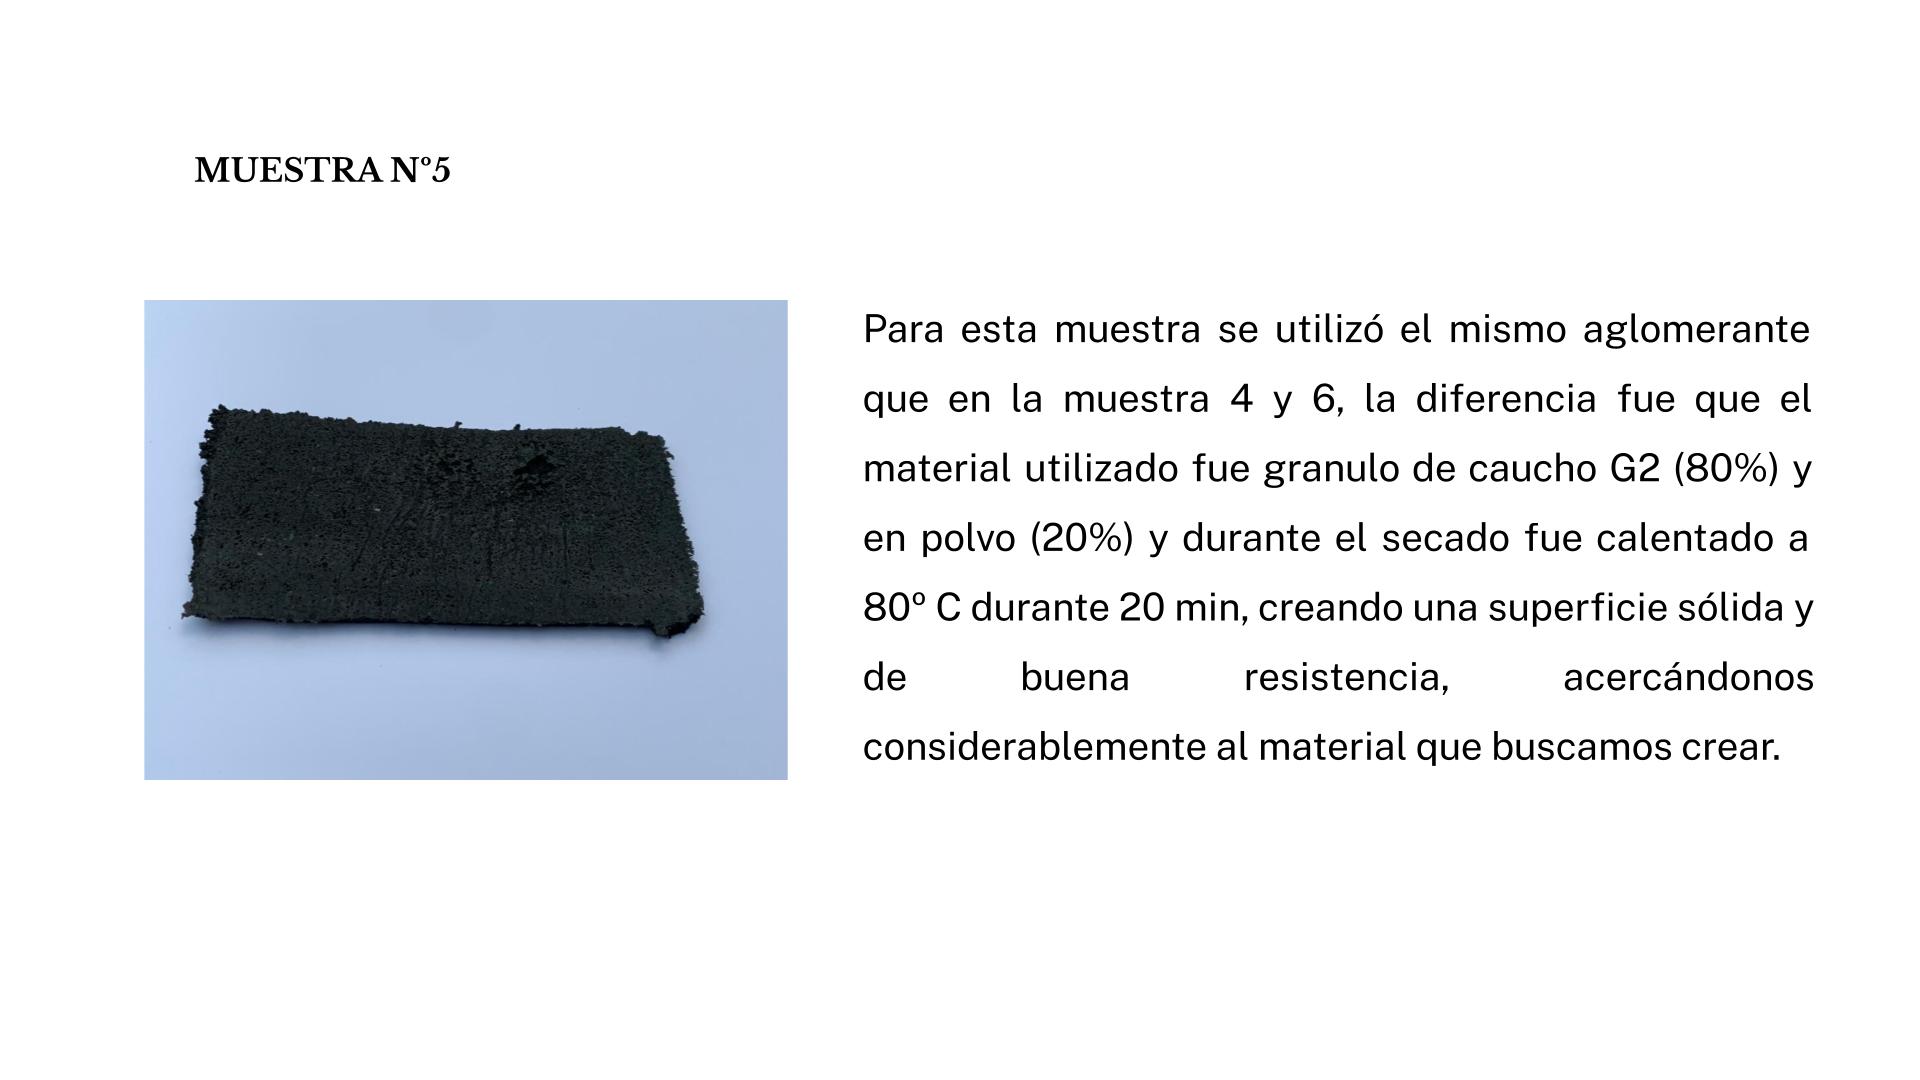 MUESTRA Nº5
Para esta muestra se utilizó el mismo aglomerante
que en la muestra 4 y 6, la diferencia fue que el
material utilizado fue granulo de caucho G2 (80%) y
en polvo (20%) y durante el secado fue calentado a
80º C durante 20 min, creando una superficie sólida y
de buena resistencia, acercándonos
considerablemente al material que buscamos crear.